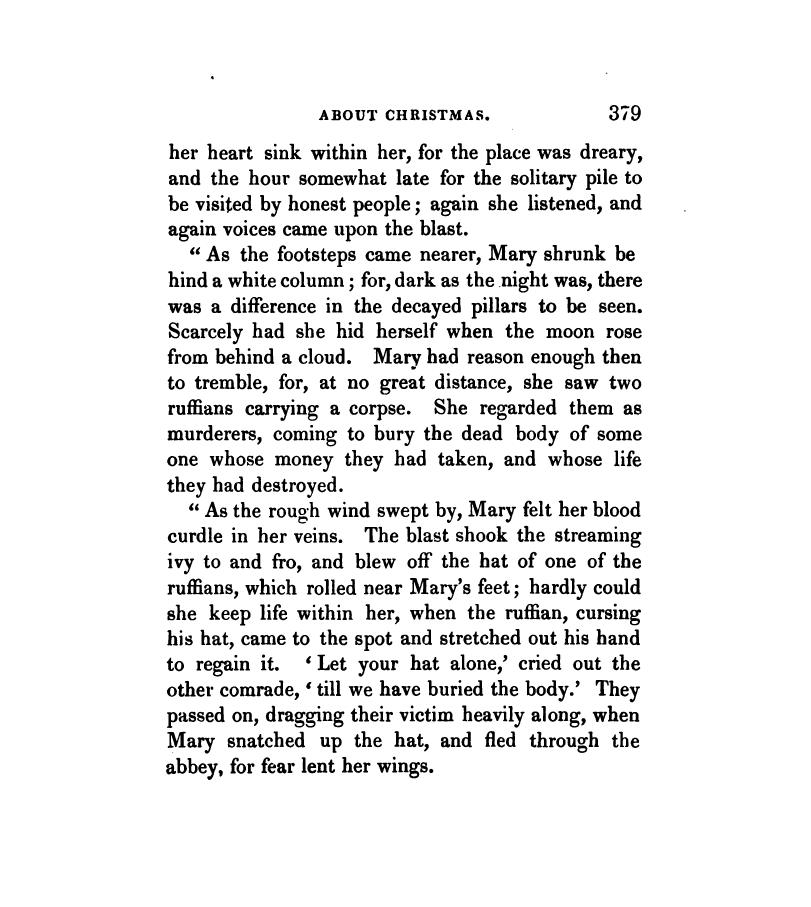 ABOUT CHRISTMAS. 379
her heart sink within her, for the place was dreary,
and the hour somewhat late for the solitary pile to
be visited by honest people; again she listened, and
again voices came upon the blast.
“ As the footsteps came nearer, Mary shrunk be
hind a white column; for, dark as the night was, there
was a difference in the decayed pillars to be seen.
Scarcely had she hid herself when the moon rose
from behind a cloud. Mary had reason enough then
to tremble, for, at no great distance, she saw two
ruffians carrying a corpse. She regarded them as
murderers, coming to bury the dead body of some
one whose money they had taken, and whose life
they had destroyed.
“ As the rough wind swept by, Mary felt her blood
curdle in her veins. The blast shook the streaming
ivy to and fro, and blew off the hat of one of the
ruffians, which rolled near Mary’s feet; hardly could
she keep life within her, when the ruffian, cursing
his hat, came to the spot and stretched out his hand
to regain it. ‘ Let your hat alone,’ cried out the
other comrade, ‘ till we have buried the body.’ They
passed on, dragging their victim heavily along, when
Mary snatched up the hat, and fled through the
abbey, for fear lent her wings.